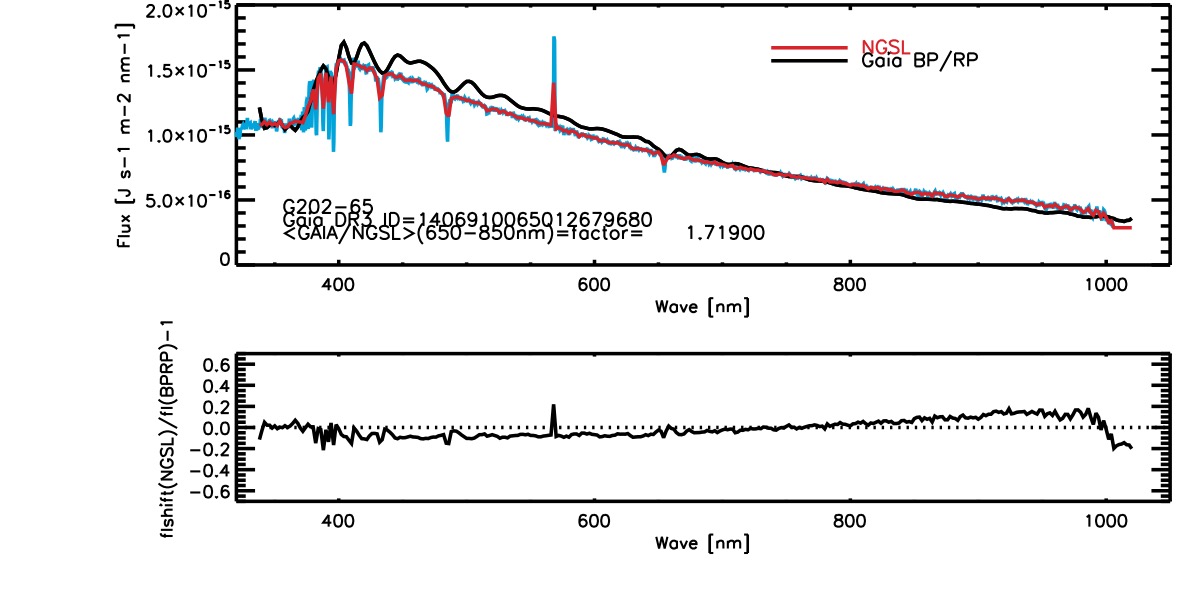 2.0×10⁻¹⁵
1.5×10⁻¹⁵
1.0×10⁻¹⁵
5.0×10⁻¹⁶
0
Flux [J s−1 m−2 nm−1]
NGSL
Gaia BP/RP
G202−65
Gaia DR3 ID=1406910065012679680
<GAIA/NGSL>(650−850nm)=factor= 1.71900
400 600 800 1000
Wave [nm]
flshift(NGSL)/fl(BPRP)−1
0.6
0.4
0.2
0.0
−0.2
−0.4
−0.6
400 600 800 1000
Wave [nm]